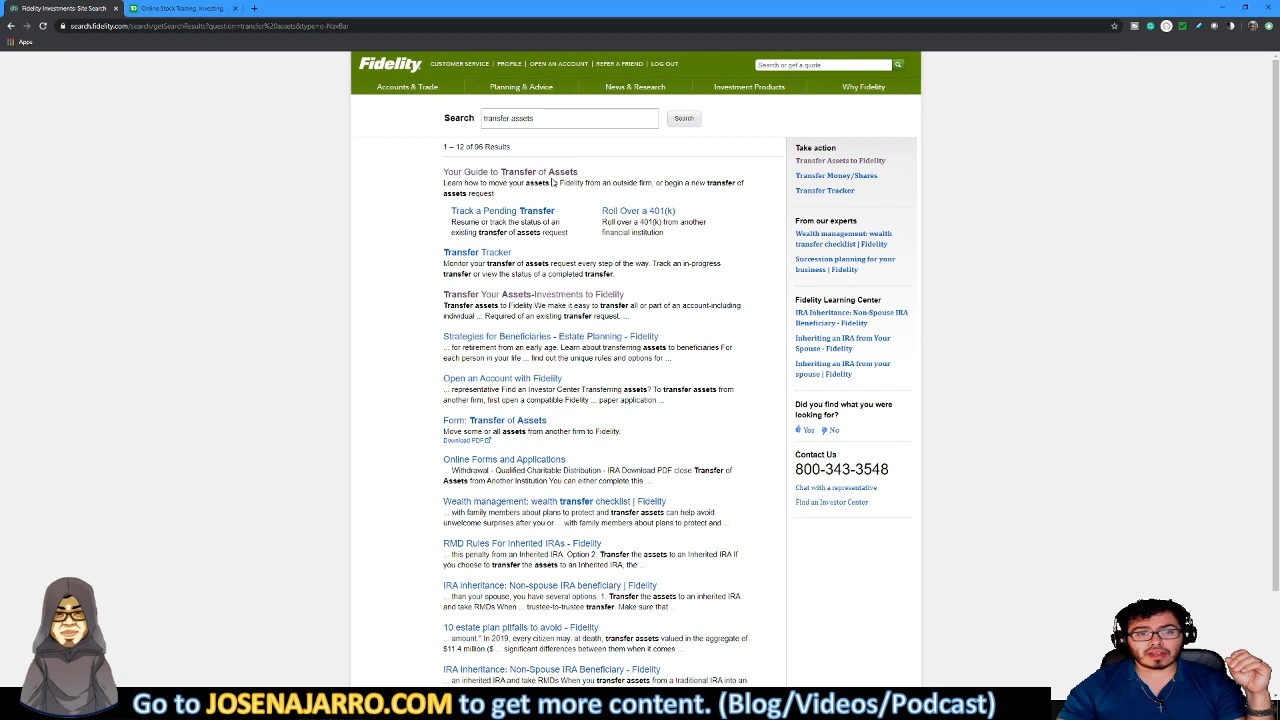 Fidelity Investments: Site Search
Online Stock Trading, Investing,
search.fidelity.com/search/getSearchResults?question=transfer%20assets&type=o-NavBar
Apps
Fidelity
CUSTOMER SERVICE | PROFILE | OPEN AN ACCOUNT | REFER A FRIEND | LOG OUT
Search or get a quote
Accounts & Trade
Planning & Advice
News & Research
Investment Products
Why Fidelity
Search
transfer assets
Search
1 – 12 of 96 Results
Your Guide to Transfer of Assets
Learn how to move your assets Fidelity from an outside firm, or begin a new transfer of
assets request
Track a Pending Transfer
Resume or track the status of an
existing transfer of assets request
Roll Over a 401(k)
Roll over a 401(k) from another
financial institution
Transfer Tracker
Monitor your transfer of assets request every step of the way. Track an in-progress
transfer or view the status of a completed transfer.
Transfer Your Assets-Investments to Fidelity
Transfer assets to Fidelity We make it easy to transfer all or part of an account-including
individual ... Required of an existing transfer request. ...
Strategies for Beneficiaries - Estate Planning - Fidelity
... for retirement from an early age. Learn about transferring assets to beneficiaries For
each person in your life ... find out the unique rules and options for ...
Open an Account with Fidelity
... representative Find an Investor Center Transferring assets? To transfer assets from
another firm, first open a compatible Fidelity ... paper application ...
Form: Transfer of Assets
Move some or all assets from another firm to Fidelity.
Download PDF
Online Forms and Applications
... Withdrawal - Qualified Charitable Distribution - IRA Download PDF close Transfer of
Assets from Another Institution You can either complete this ...
Wealth management: wealth transfer checklist | Fidelity
... with family members about plans to protect and transfer assets can help avoid
unwelcome surprises after you or ... with family members about plans to protect and ...
RMD Rules For Inherited IRAs - Fidelity
... this penalty from an Inherited IRA. Option 2: Transfer the assets to an Inherited IRA If
you choose to transfer the assets to an Inherited IRA, the ...
IRA inheritance: Non-spouse IRA beneficiary | Fidelity
... than your spouse, you have several options: 1. Transfer the assets to an inherited IRA
and take RMDs When ... trustee-to-trustee transfer. Make sure that ...
10 estate plan pitfalls to avoid - Fidelity
... amount." In 2019, every citizen may, at death, transfer assets valued in the aggregate of
$11.4 million ($ ... significant differences between them when it comes ...
IRA Inheritance: Non-Spouse IRA Beneficiary - Fidelity
... an inherited IRA and take RMDs When you transfer assets from a traditional IRA into an
Take action
Transfer Assets to Fidelity
Transfer Money/Shares
Transfer Tracker
From our experts
Wealth management: wealth
transfer checklist | Fidelity
Succession planning for your
business | Fidelity
Fidelity Learning Center
IRA Inheritance: Non-Spouse IRA
Beneficiary - Fidelity
Inheriting an IRA from Your
Spouse - Fidelity
Inheriting an IRA from your
spouse | Fidelity
Did you find what you were
looking for?
Yes No
Contact Us
800-343-3548
Chat with a representative
Find an Investor Center
Go to JOSENAJARRO.COM to get more content. (Blog/Videos/Podcast)